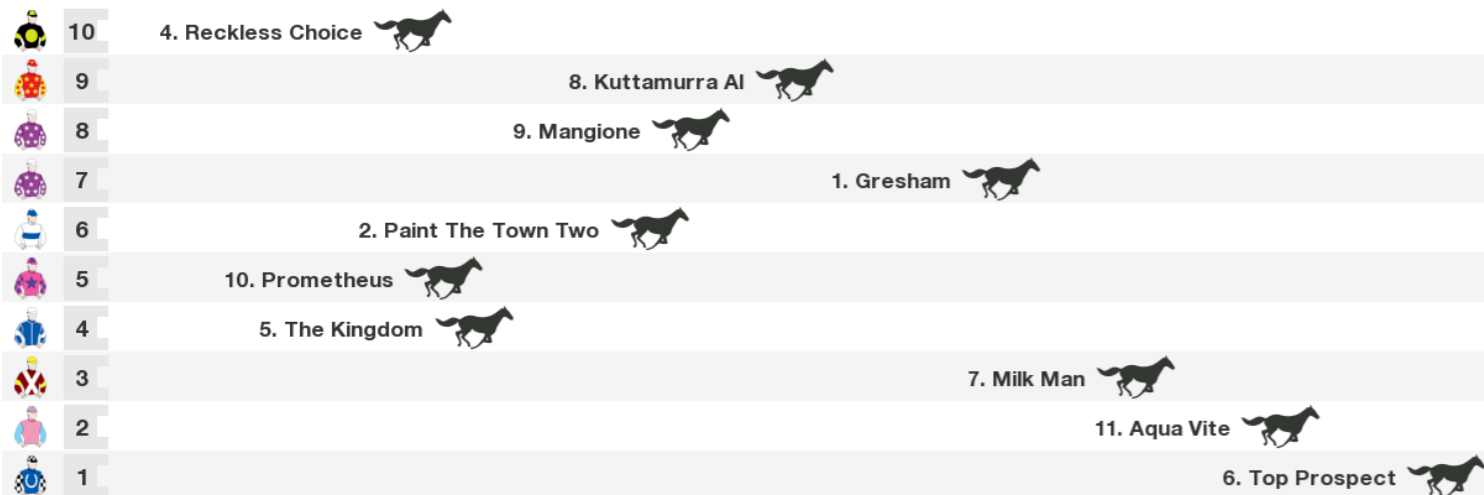 10 4. Reckless Choice
9 8. Kuttamurra Al
8 9. Mangione
7 1. Gresham
6 2. Paint The Town Two
5 10. Prometheus
4 5. The Kingdom
3 7. Milk Man
2 11. Aqua Vite
1 6. Top Prospect